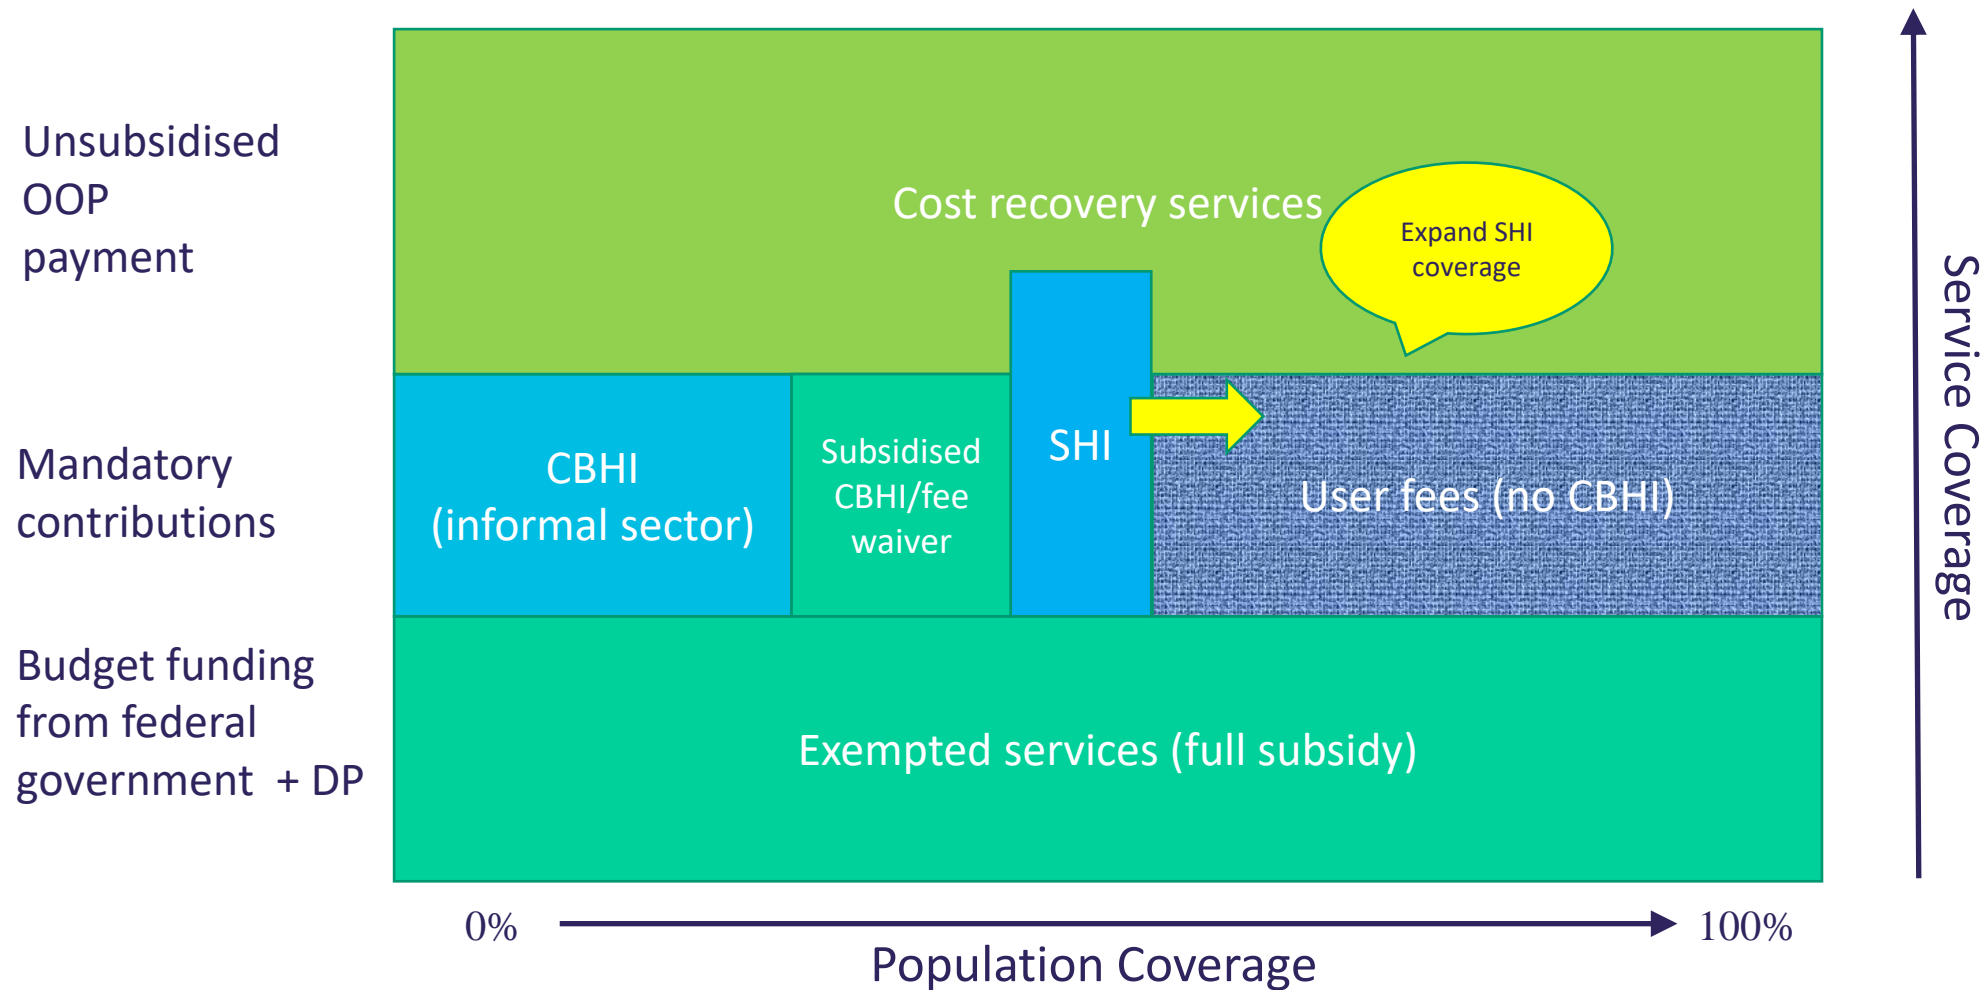 Unsubsidised
OOP
payment
Cost recovery services
Expand SHI
coverage
Service Coverage
Mandatory
contributions
CBHI
(informal sector)
Subsidised
CBHI/fee
waiver
SHI
User fees (no CBHI)
Budget funding
from federal
government + DP
Exempted services (full subsidy)
0%
100%
Population Coverage